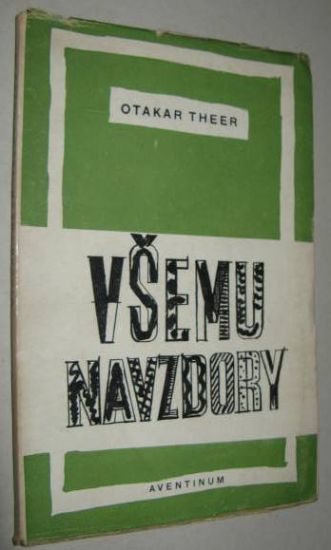 OTAKAR THEER
VŠEMU
NAVZDORY
AVENTINUM